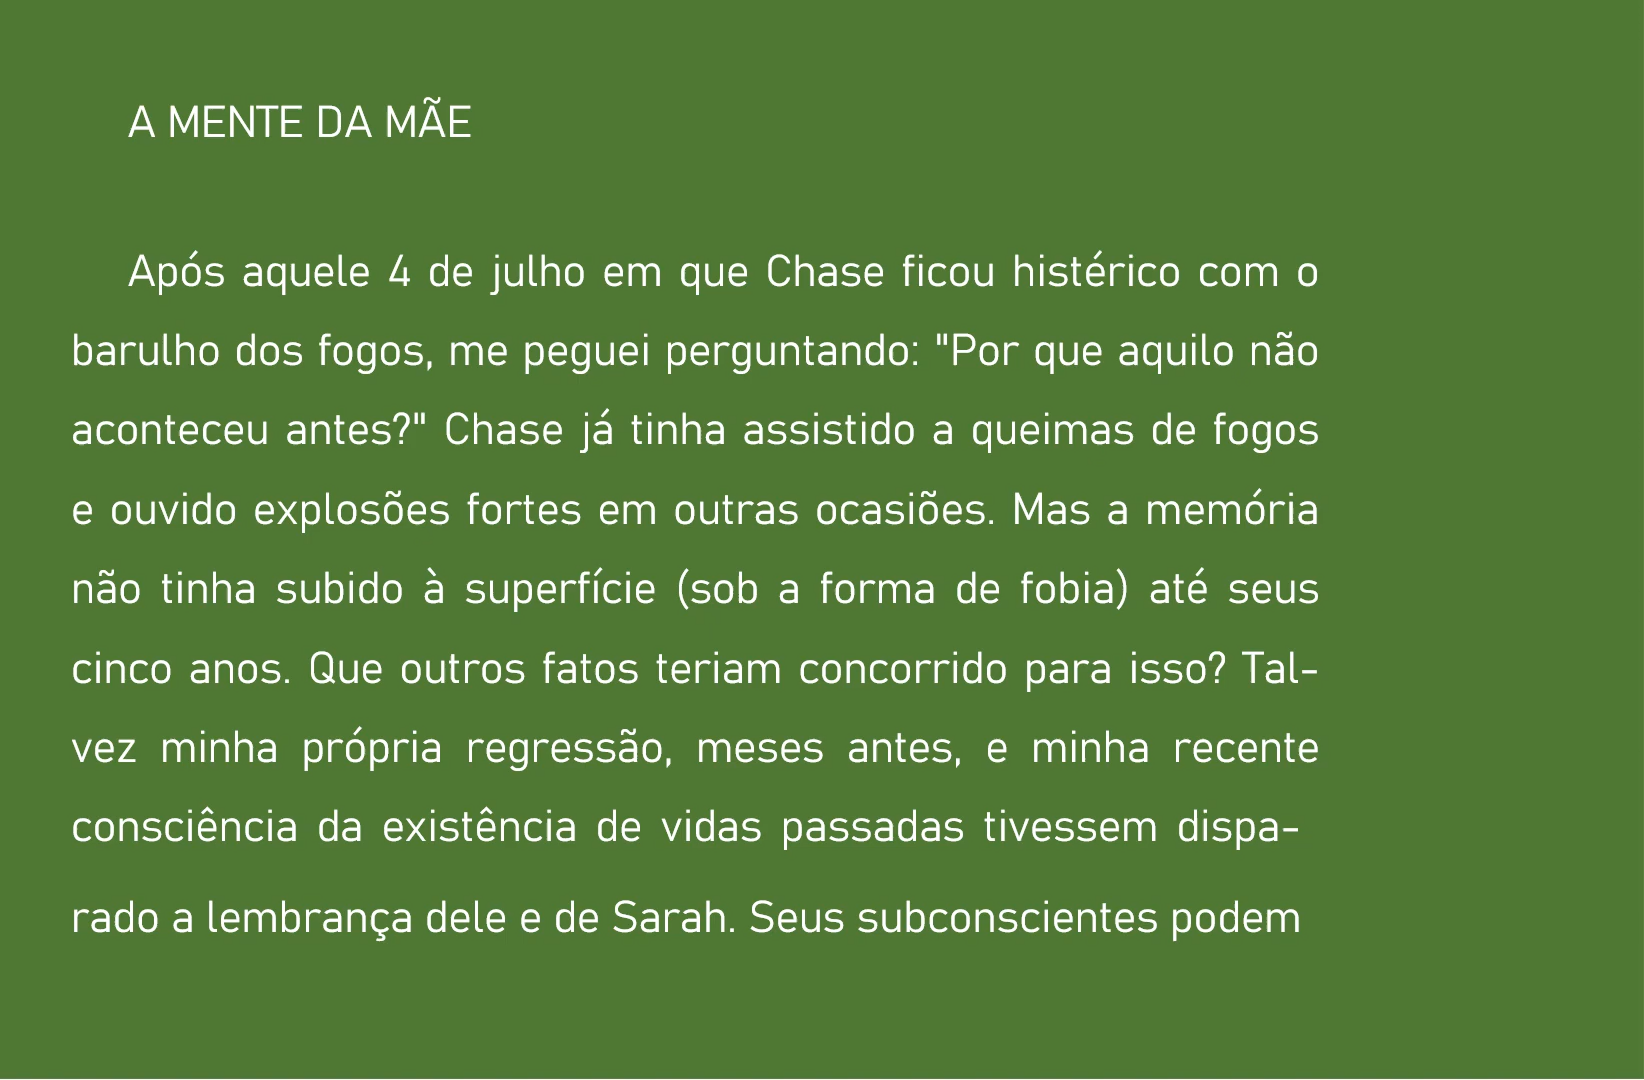 A MENTE DA MÃE
Após aquele 4 de julho em que Chase ficou histérico com o
barulho dos fogos, me peguei perguntando: "Por que aquilo não
aconteceu antes?" Chase já tinha assistido a queimas de fogos
e ouvido explosões fortes em outras ocasiões. Mas a memória
não tinha subido à superfície (sob a forma de fobia) até seus
cinco anos. Que outros fatos teriam concorrido para isso? Tal-
vez minha própria regressão, meses antes, e minha recente
consciência da existência de vidas passadas tivessem dispa-
rado a lembrança dele e de Sarah. Seus subconscientes podem